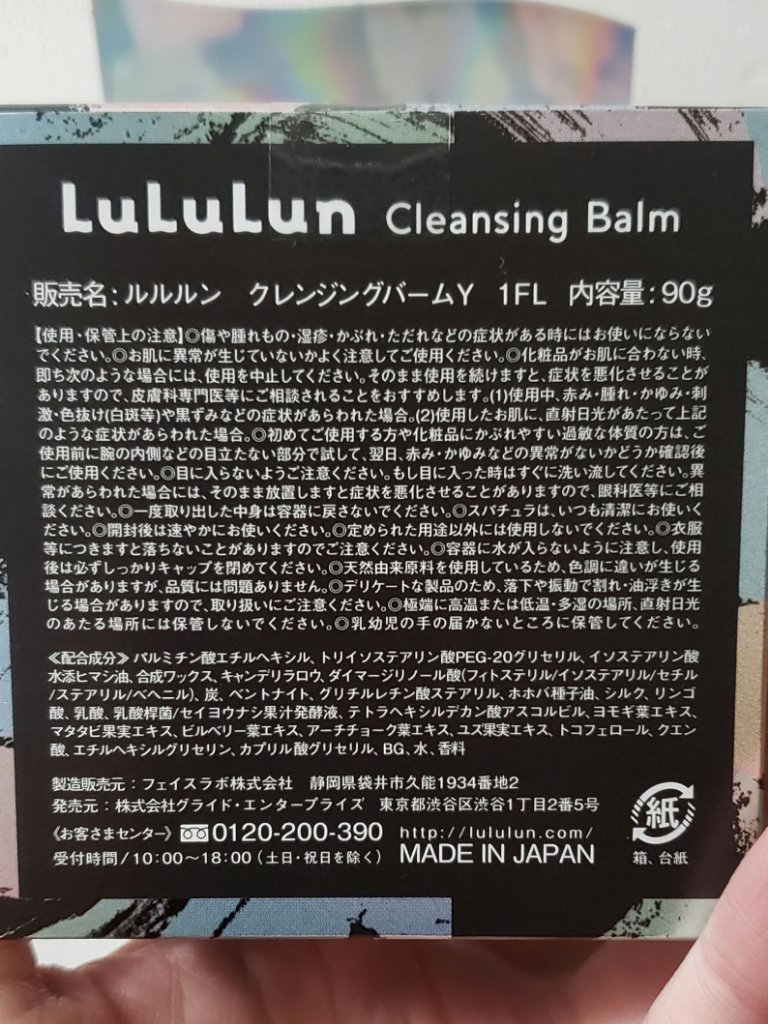 LuLuLun Cleansing Balm
販売名:ルルルン クレンジングバームY 1FL 内容量:90g
【使用・保管上の注意】◎傷や腫れもの・湿疹・かぶれ・ただれなどの症状がある時にはお使いにならない
でください。◎お肌に異常が生じていないかよく注意してご使用ください。◎化粧品がお肌に合わない時、
即ち次のような場合には、使用を中止してください。そのまま使用を続けますと、症状を悪化させることが
ありますので、皮膚科専門医等にご相談されることをおすすめします。(1)使用中、赤み・腫れ・かゆみ・刺
激・色抜け(白斑等)や黒ずみなどの症状があらわれた場合。(2)使用したお肌に、直射日光があたって上記
のような症状があらわれた場合。◎初めてご使用する方や化粧品にかぶれやすい過敏な体質の方は、ご
使用前に腕の内側などの目立たない部分で試して、翌日、赤み・かゆみなどの異常がないかどうか確認後
にご使用ください。◎目に入らないようご注意ください。もし目に入った時はすぐに洗い流してください。異
常があらわれた場合には、そのまま放置しますと症状を悪化させることがありますので、眼科医等にご相
談ください。◎一度取り出した中身は容器に戻さないでください。◎スパチュラは、いつも清潔にお使いく
ださい。◎開封後は速やかにお使いください。◎定められた用途以外には使用しないでください。◎衣服
等につきますと落ちないことがありますのでご注意ください。◎容器に水が入らないように注意し、使用
後は必ずしっかりキャップを閉めてください。◎天然由来原料を使用しているため、色調に違いが生じる
場合がありますが、品質には問題ありません。◎デリケートな製品のため、落下や振動で割れ・油浮きが生
じる場合がありますので、取り扱いにご注意ください。◎極端に高温または低温・多湿の場所、直射日光
のあたる場所には保管しないでください。◎乳幼児の手の届かないところに保管してください。
≪配合成分≫パルミチン酸エチルヘキシル、トリイソステアリン酸PEG-20グリセリル、イソステアリン酸
水添ヒマシ油、合成ワックス、キャンデリラロウ、ダイマージリノール酸(フィトステリル/イソステアリル/セチル
/ステアリル/ベヘニル)、炭、ベントナイト、グリチルレチン酸ステアリル、ホホバ種子油、シルク、リンゴ
酸、乳酸、乳酸桿菌/セイヨウナシ果汁発酵液、テトラヘキシルデカン酸アスコルビル、ヨモギ葉エキス、
マタタビ果実エキス、ビルベリー葉エキス、アーチチョーク葉エキス、ユズ果実エキス、トコフェロール、クエン
酸、エチルヘキシルグリセリン、カプリル酸グリセリル、BG、水、香料
製造販売元:フェイスラボ株式会社 静岡県袋井市久能1934番地2
発売元:株式会社グライド・エンタープライズ 東京都渋谷区渋谷1丁目2番5号
《お客さまセンター》 0120-200-390 http://lululun.com/
受付時間/10:00～18:00(土日・祝日を除く) MADE IN JAPAN
紙
箱、台紙